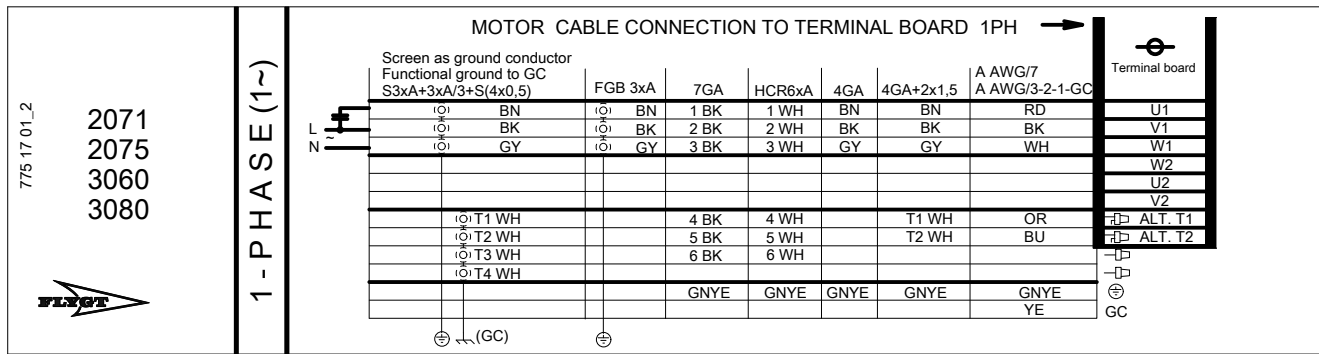 MOTOR CABLE CONNECTION TO TERMINAL BOARD 1PH
775 17 01_2
2071
2075
3060
3080
FLYGT
1 - PHASE (1~)
Screen as ground conductor
Functional ground to GC
S3xA+3xA/3+S(4x0,5) FGB 3xA 7GA HCR6xA 4GA 4GA+2x1,5 A AWG/7
A AWG/3-2-1-GC
Terminal board
BN BN 1 BK 1 WH BN BN RD U1
L ~ BK BK 2 BK 2 WH BK BK BK V1
N GY GY 3 BK 3 WH GY GY WH W1
W2
U2
V2
T1 WH 4 BK 4 WH T1 WH OR ALT. T1
T2 WH 5 BK 5 WH T2 WH BU ALT. T2
T3 WH 6 BK 6 WH
T4 WH
GNYE GNYE GNYE GNYE GNYE
YE GC
(GC)